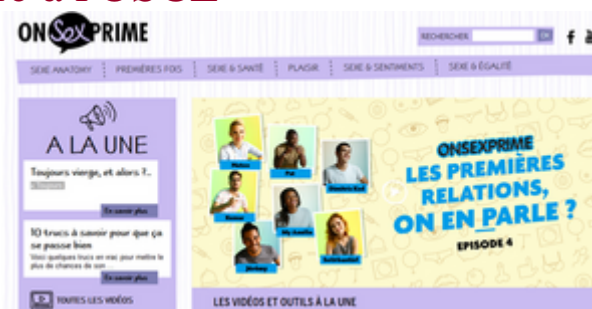 ON Sex PRIME
RECHERCHER
OK
SEXE ANATOMY
PREMIÈRES FOIS
SEXE & SANTÉ
PLAISIR
SEXE & SENTIMENTS
SEXE & ÉGALITÉ
A LA UNE
Toujours vierge, et alors ?..
En savoir plus
10 trucs à savoir pour que ça
se passe bien
Voici quelques trucs en vrac pour mettre le
plus de chances de son
En savoir plus
TOUTES LES VIDÉOS
ONSEXPRIME
LES PREMIÈRES
RELATIONS,
ON EN PARLE ?
EPISODE 4
LES VIDÉOS ET OUTILS À LA UNE